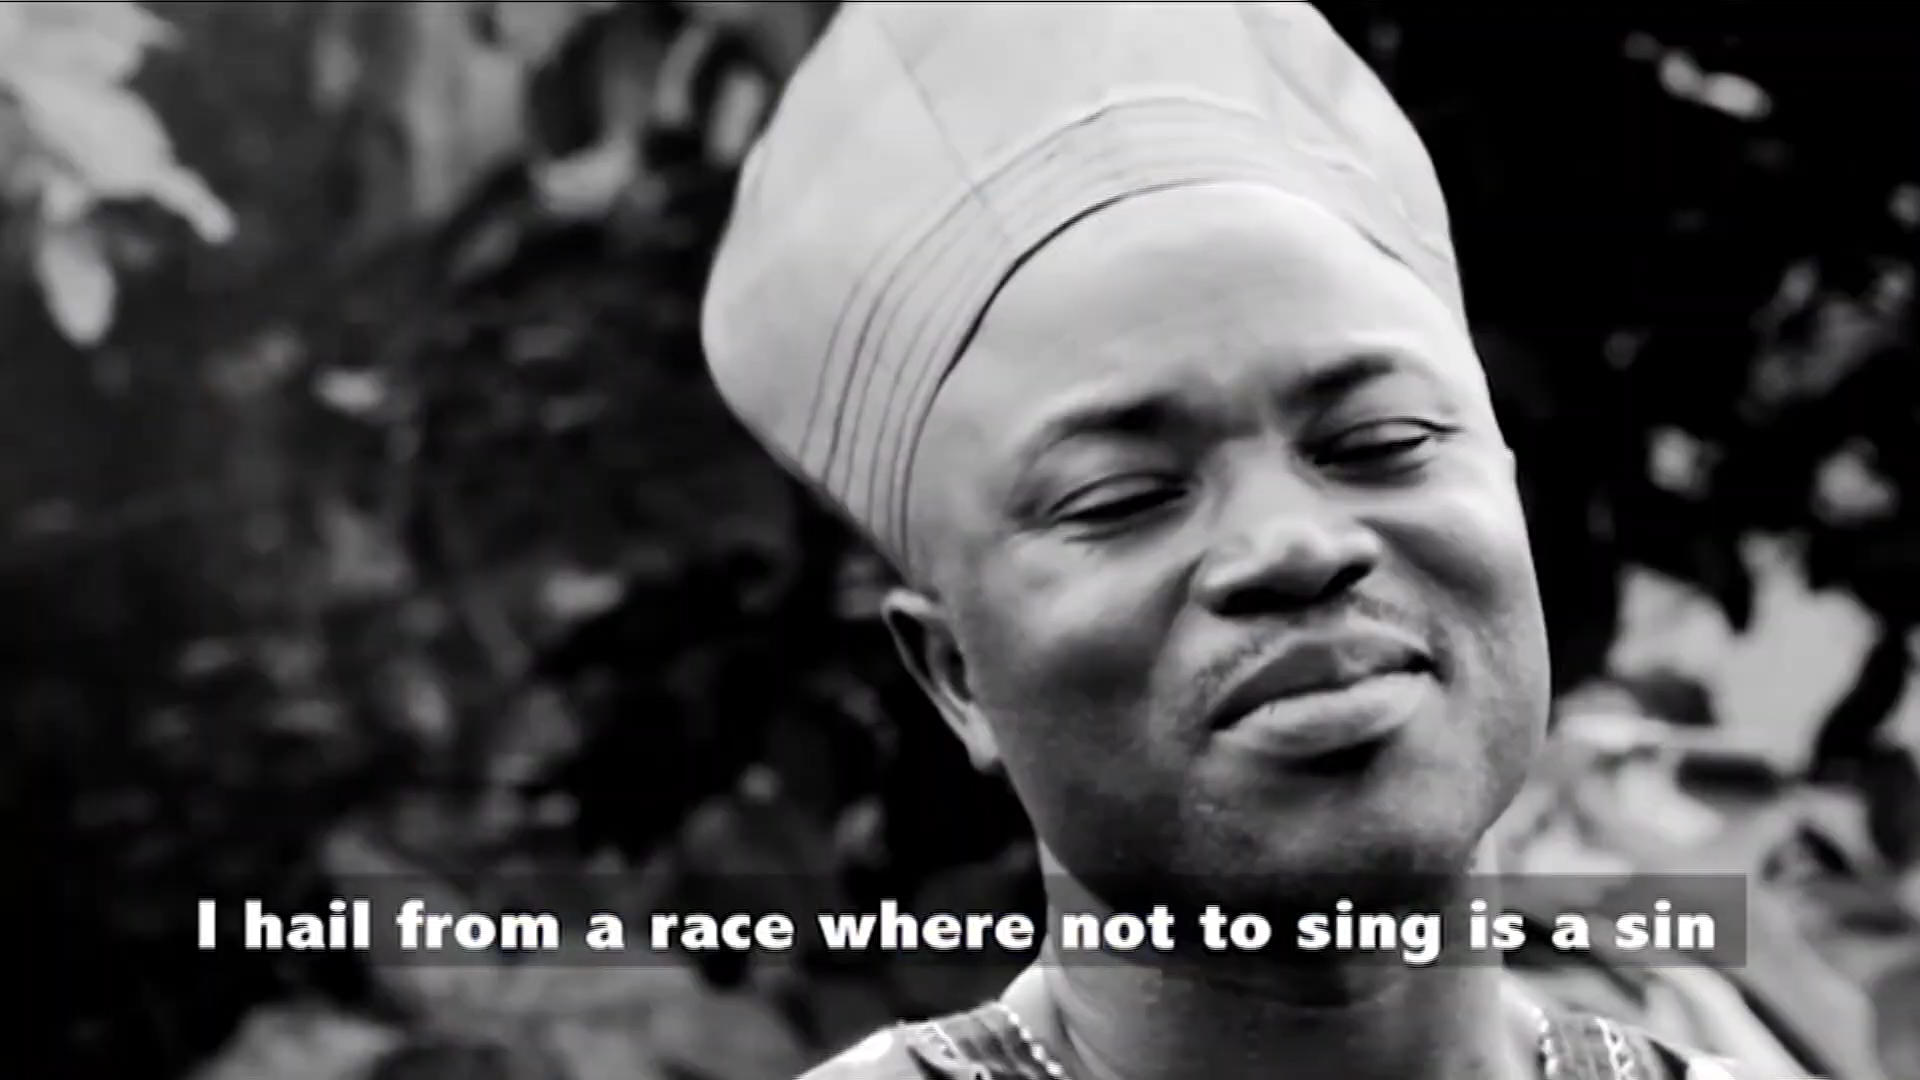 I hail from a race where not to sing is a sin